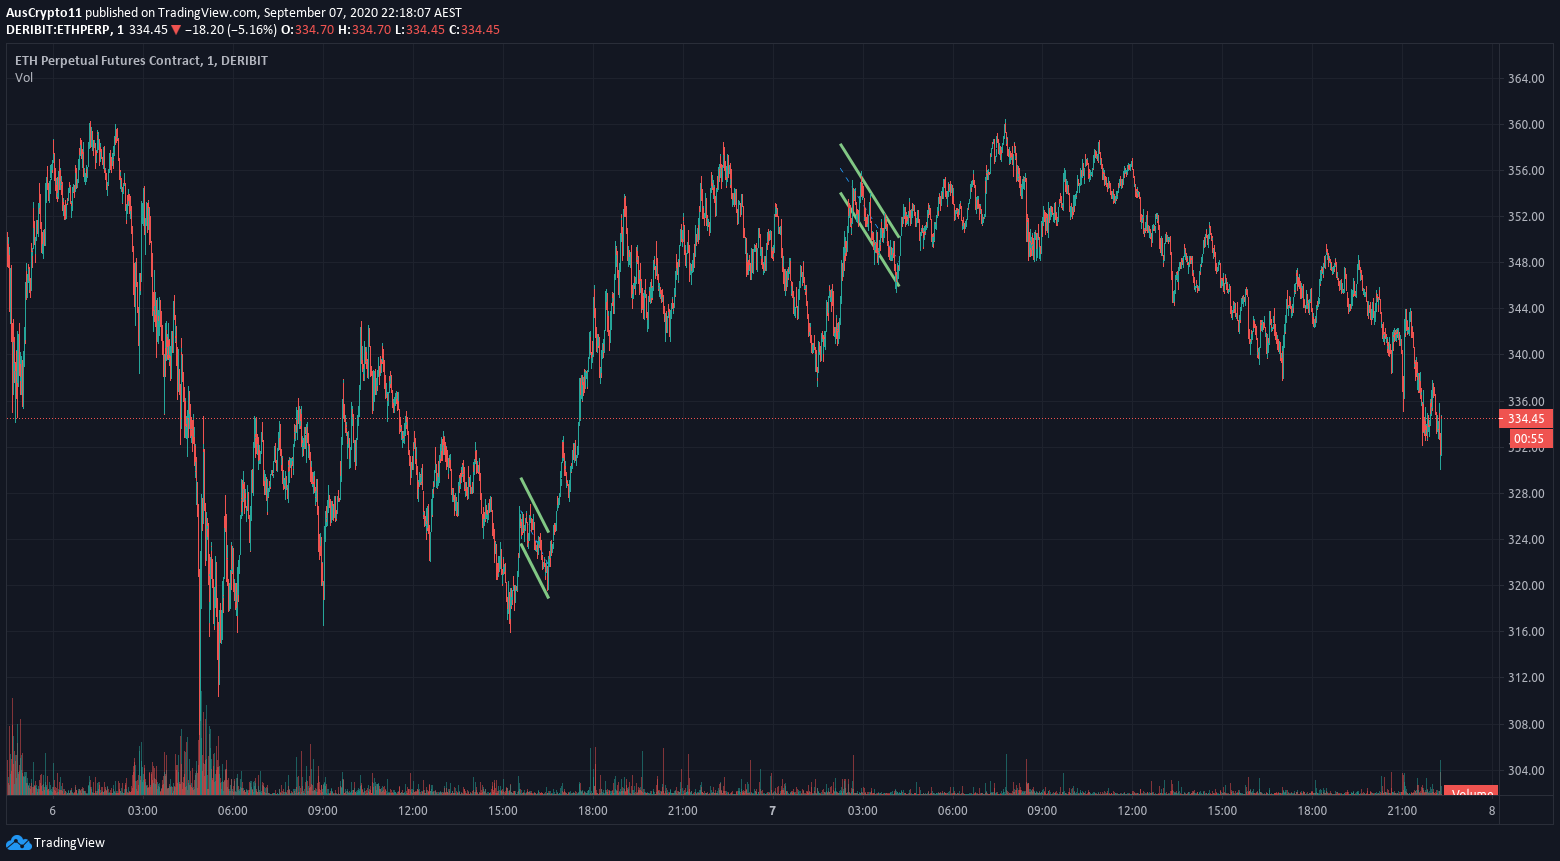 AusCrypto11 published on TradingView.com, September 07, 2020 22:18:07 AEST
DERIBIT:ETHPERP, 1 334.45 ▼ −18.20 (−5.16%) O:334.70 H:334.70 L:334.45 C:334.45
ETH Perpetual Futures Contract, 1, DERIBIT
Vol
364.00
360.00
356.00
352.00
348.00
344.00
340.00
336.00
334.45
00:55
332.00
328.00
324.00
320.00
316.00
312.00
308.00
304.00
Volume
6 03:00 06:00 09:00 12:00 15:00 18:00 21:00 7 03:00 06:00 09:00 12:00 15:00 18:00 21:00 8
TradingView